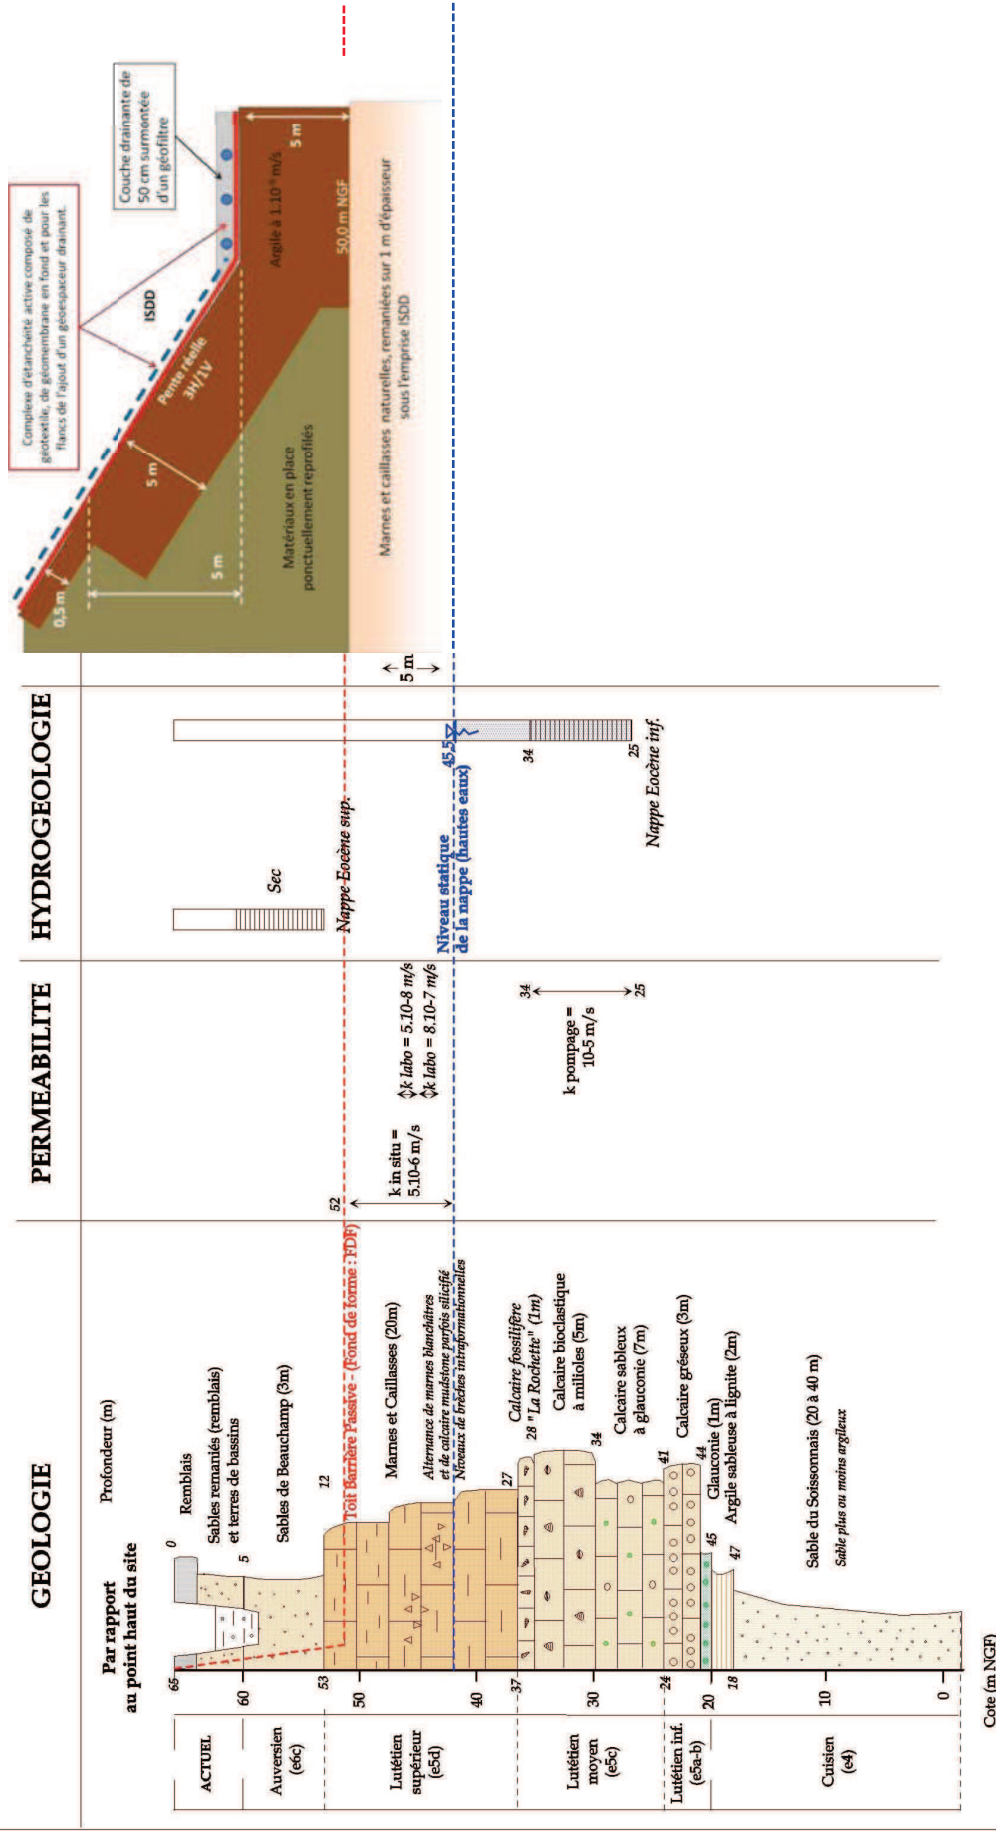 GEOLOGIE
PERMEABILITE
HYDROGEOLOGIE
Par rapport
au point haut du site
Profondeur (m)
ACTUEL
Auversien
(e6c)
Lutétien
supérieur
(e5d)
Lutétien
moyen
(e5c)
Lutétien inf.
(e5a-b)
Cuisien
(e4)
65
60
53
50
40
37
30
24
20
18
10
0
Cote (m NGF)
0
Remblais
Sables remaniés (remblais)
et terres de bassins
5
Sables de Beauchamp (3m)
12
Toit Barrière Passive - (Fond de forme : FDF)
Marnes et Caillasses (20m)
Alternance de marnes blanchâtres
et de calcaire mudstone parfois silicifié
Niveaux de brèches intraformationnelles
27
Calcaire fossilifère
28 "La Rochette" (1m)
Calcaire bioclastique
à milioles (5m)
34
Calcaire sableux
à glauconie (7m)
41
Calcaire gréseux (3m)
44
Glauconie (1m)
45
Argile sableuse à lignite (2m)
47
Sable du Soissonnais (20 à 40 m)
Sable plus ou moins argileux
52
k in situ =
5.10-6 m/s
k labo = 5.10-8 m/s
k labo = 8.10-7 m/s
34
k pompage =
10-5 m/s
25
Sec
Nappe Eocène sup.
Niveau statique
de la nappe (hautes eaux)
45,5
34
25
Nappe Eocène inf.
5 m
Complexe d'étanchéité active composé de
géotextile, de géomembrane en fond et pour les
flancs de l'ajout d'un géoespaceur drainant.
Couche drainante de
50 cm surmontée
d'un géofiltre
ISDD
Pente réelle
3H/1V
0,5 m
5 m
5 m
5 m
Argile à 1.10 m/s
50,0 m NGF
Matériaux en place
ponctuellement reprofilés
Marnes et caillasses naturelles, remaniées sur 1 m d'épaisseur
sous l'emprise ISDD